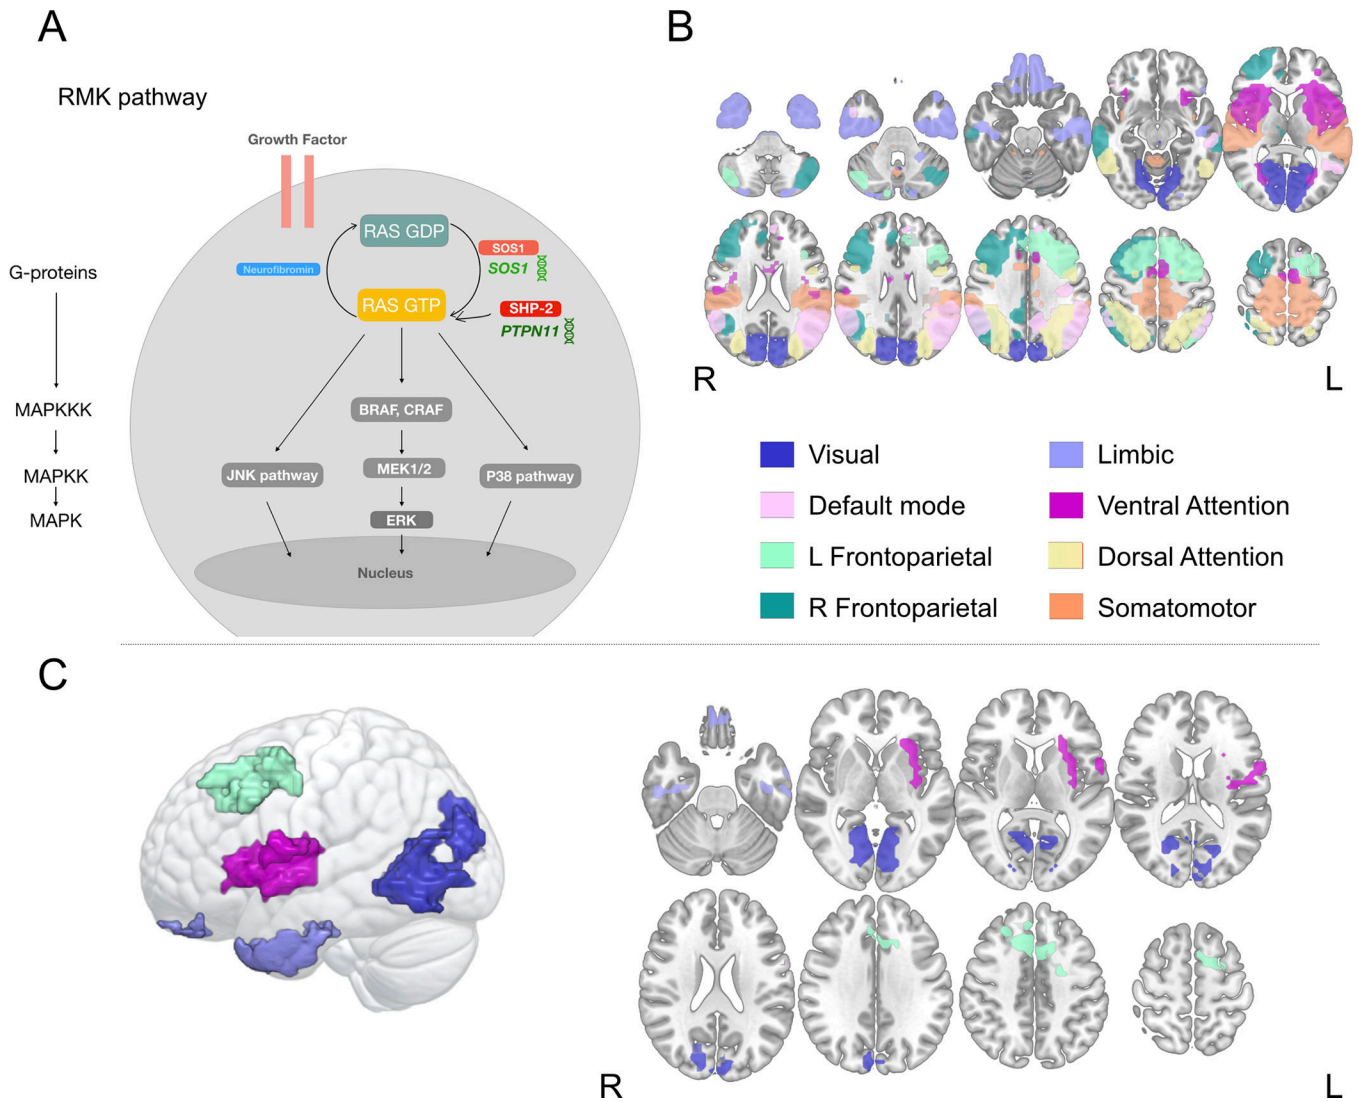 A
RMK pathway
Growth Factor
RAS GDP
SOS1
SOS1
Neurofibromin
G-proteins
RAS GTP
SHP-2
PTPN11
MAPKKK
BRAF, CRAF
MAPKK
JNK pathway
MEK1/2
P38 pathway
MAPK
ERK
Nucleus
B
R
L
Visual
Limbic
Default mode
Ventral Attention
L Frontoparietal
Dorsal Attention
R Frontoparietal
Somatomotor
C
R
L